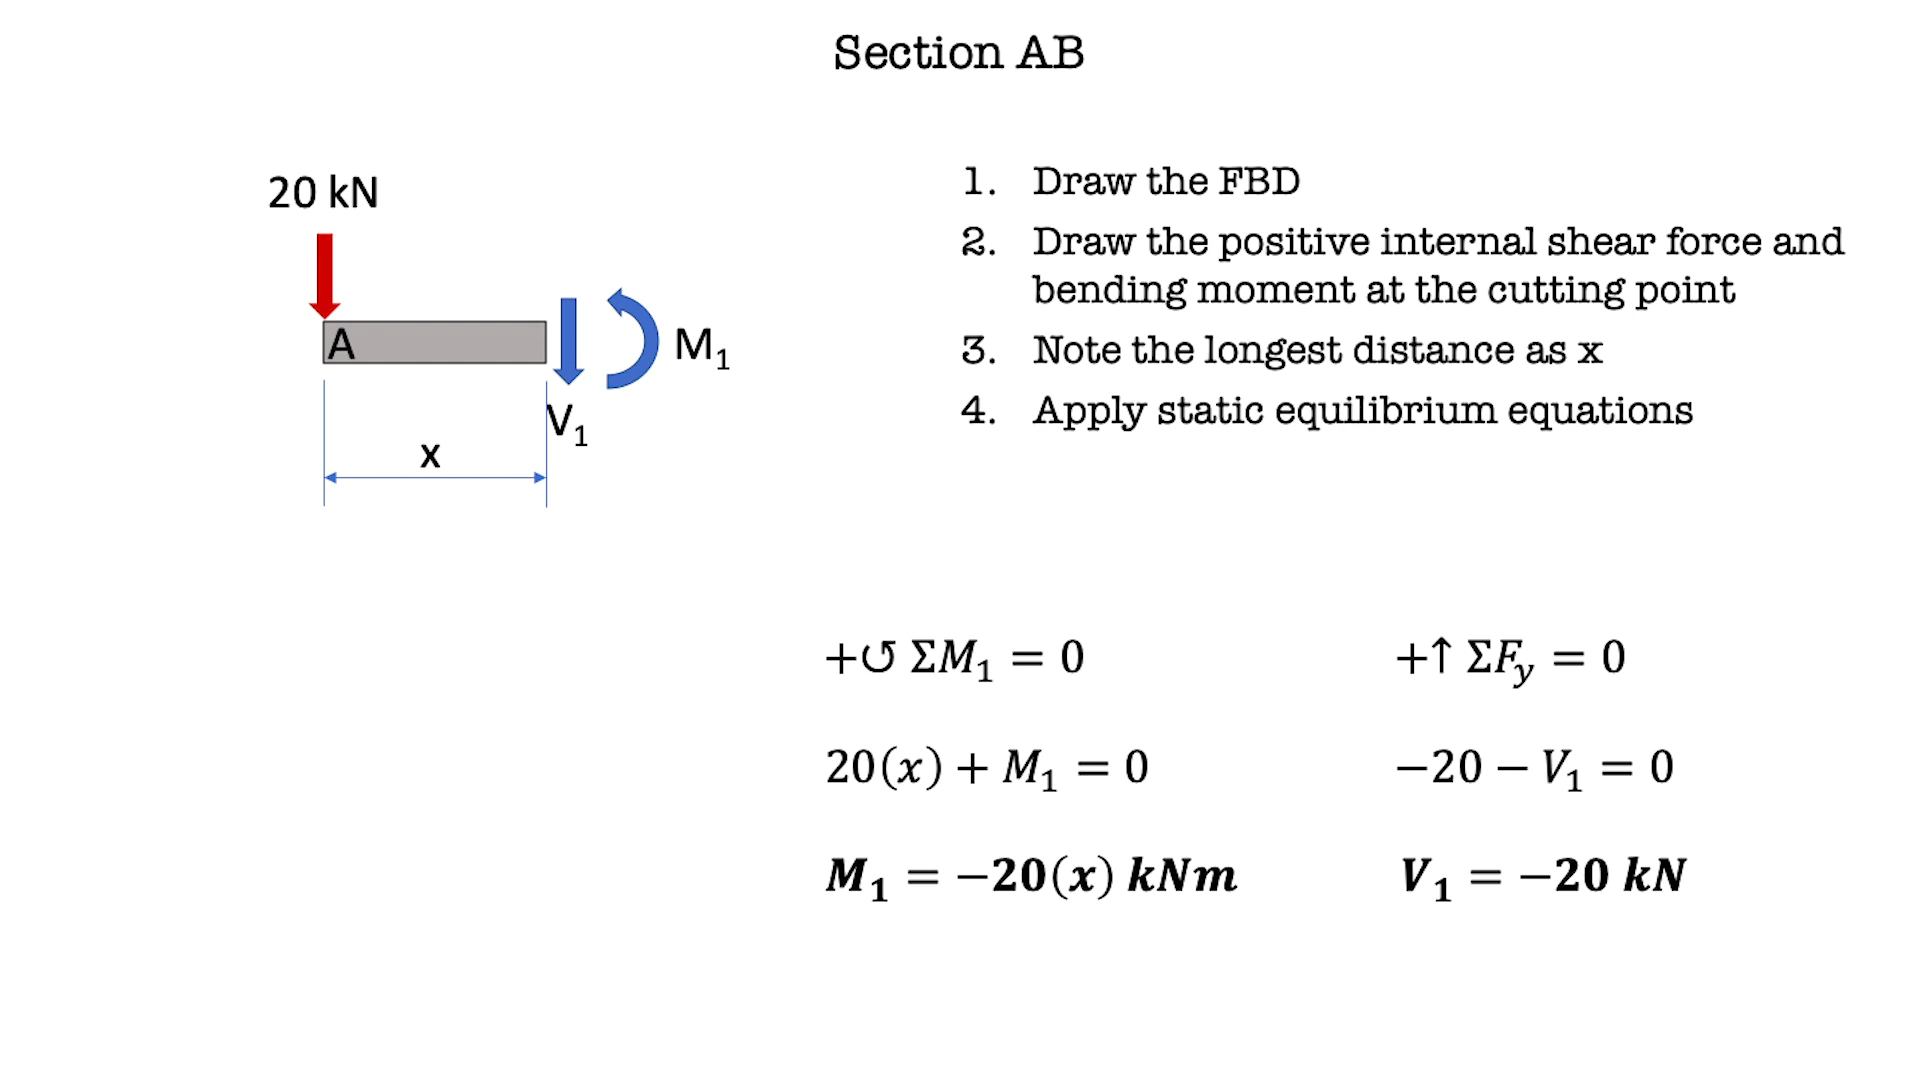 Section AB
20 kN
A
M₁
V₁
x
1. Draw the FBD
2. Draw the positive internal shear force and
bending moment at the cutting point
3. Note the longest distance as x
4. Apply static equilibrium equations
+↺ ΣM₁ = 0
20(x) + M₁ = 0
M₁ = −20(x) kNm
+↑ ΣF_y = 0
−20 − V₁ = 0
V₁ = −20 kN